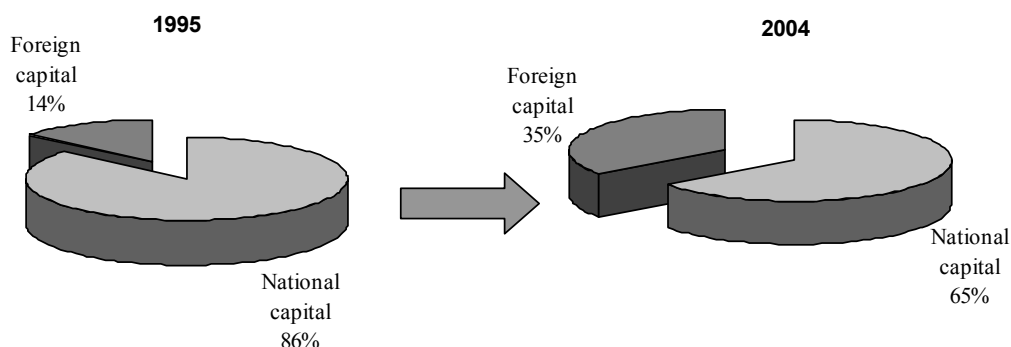 1995
Foreign
capital
14%
National
capital
86%
2004
Foreign
capital
35%
National
capital
65%